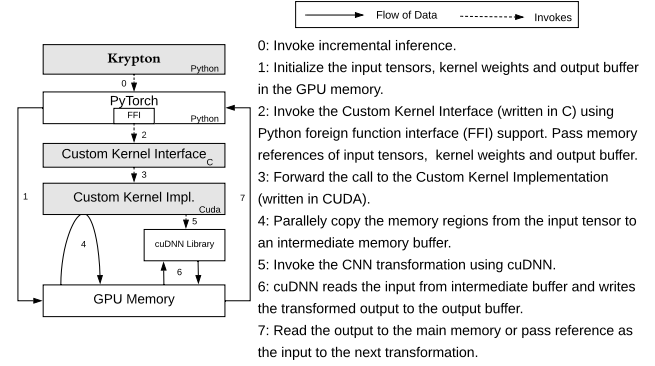 Flow of Data
Invokes
Krypton
Python
0
PyTorch
FFI
Python
2
Custom Kernel Interface
C
3
Custom Kernel Impl.
Cuda
1
4
5
cuDNN Library
6
7
GPU Memory
0: Invoke incremental inference.
1: Initialize the input tensors, kernel weights and output buffer
in the GPU memory.
2: Invoke the Custom Kernel Interface (written in C) using
Python foreign function interface (FFI) support. Pass memory
references of input tensors, kernel weights and output buffer.
3: Forward the call to the Custom Kernel Implementation
(written in CUDA).
4: Parallely copy the memory regions from the input tensor to
an intermediate memory buffer.
5: Invoke the CNN transformation using cuDNN.
6: cuDNN reads the input from intermediate buffer and writes
the transformed output to the output buffer.
7: Read the output to the main memory or pass reference as
the input to the next transformation.